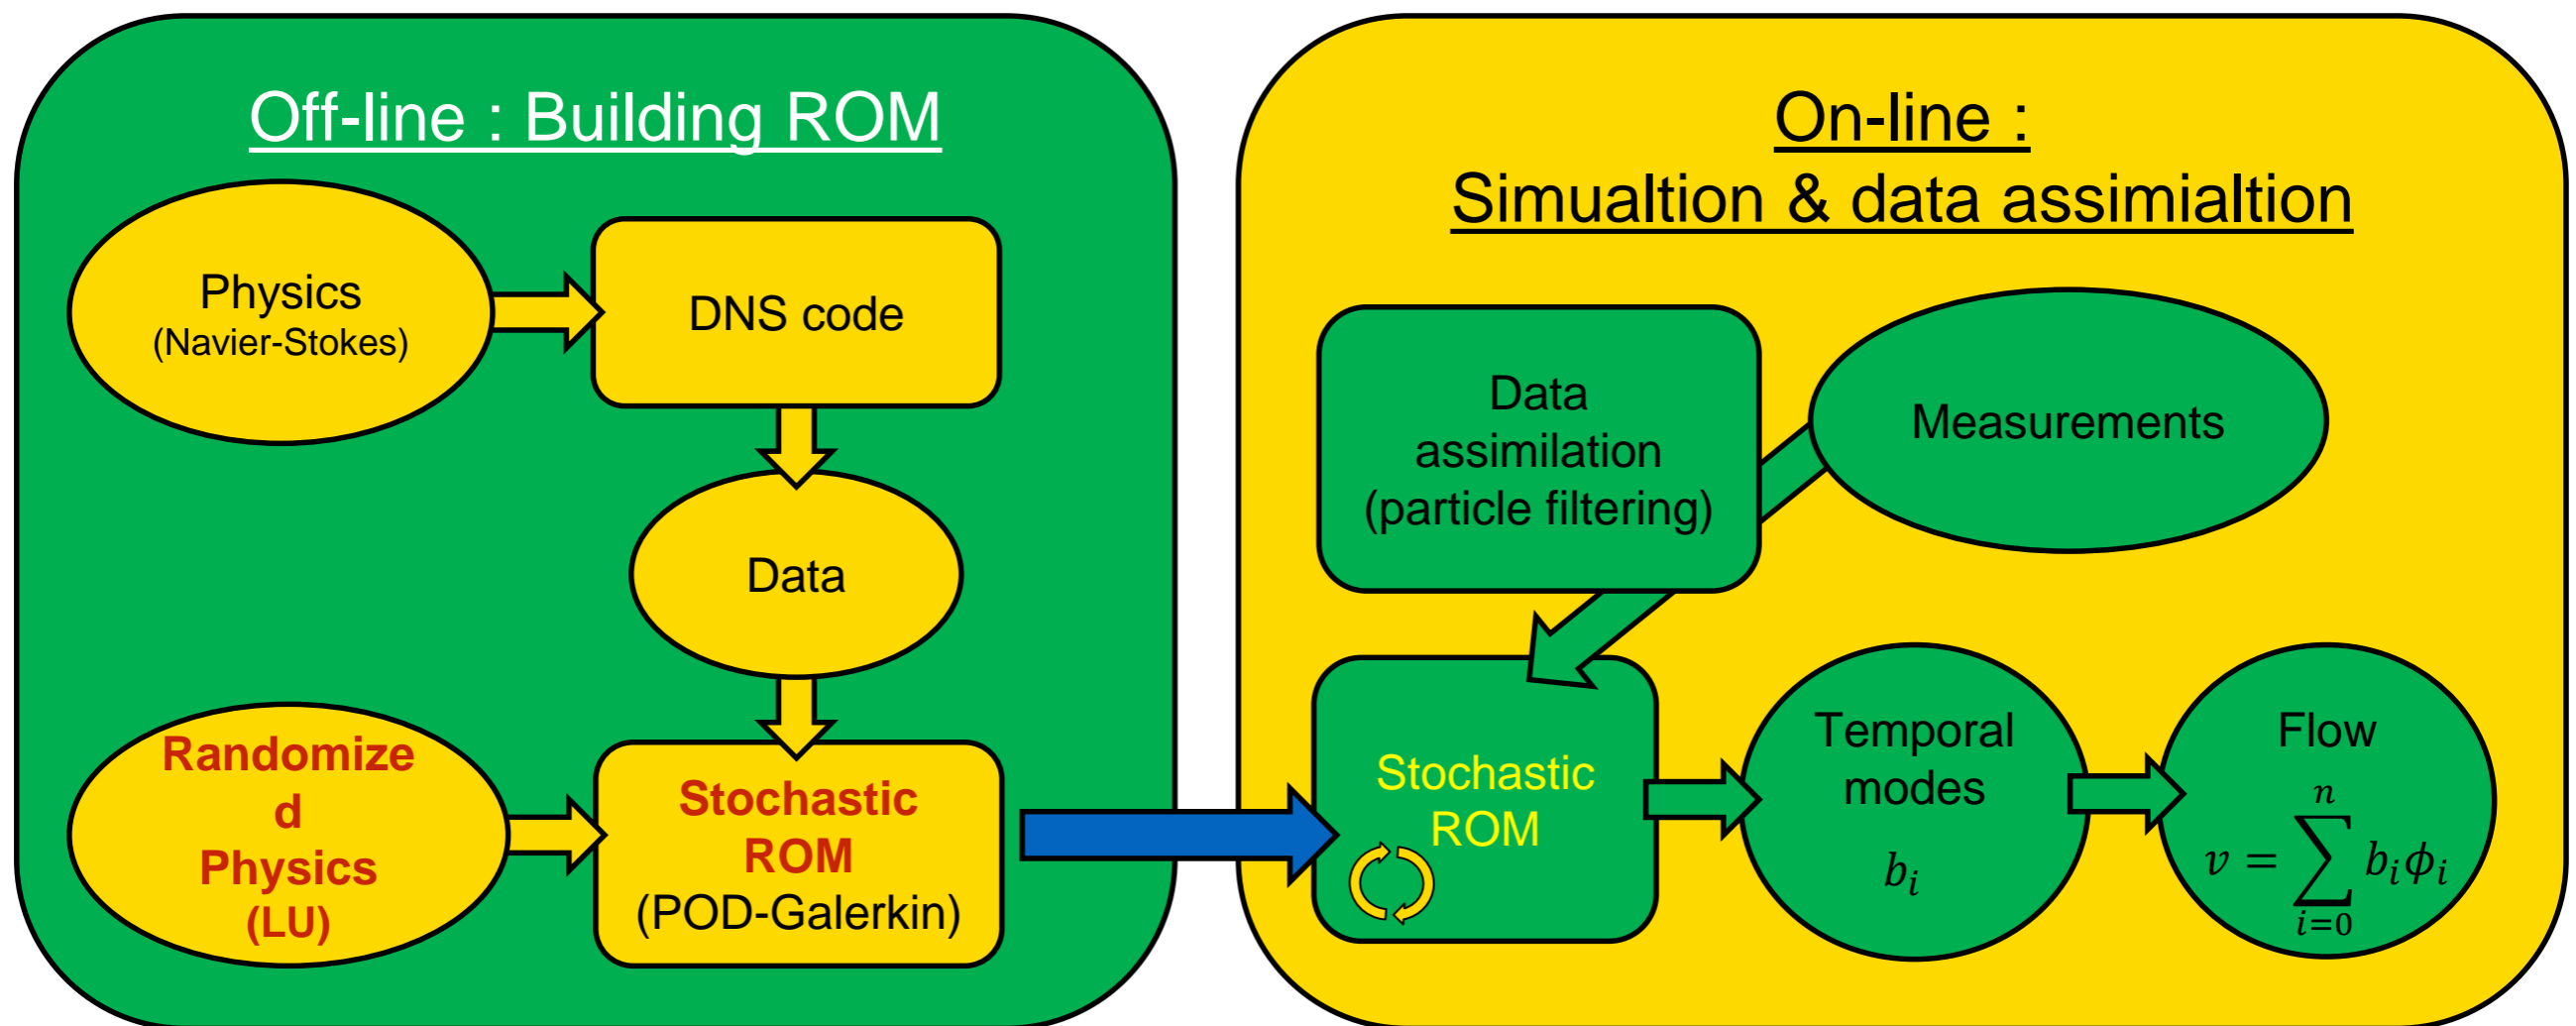 Off-line : Building ROM
Physics
(Navier-Stokes)
DNS code
Data
Randomize
d
Physics
(LU)
Stochastic
ROM
(POD-Galerkin)
On-line :
Simualtion & data assimialtion
Data
assimilation
(particle filtering)
Measurements
Stochastic
ROM
Temporal
modes
b_i
Flow
v = \sum_{i=0}^{n} b_i \phi_i